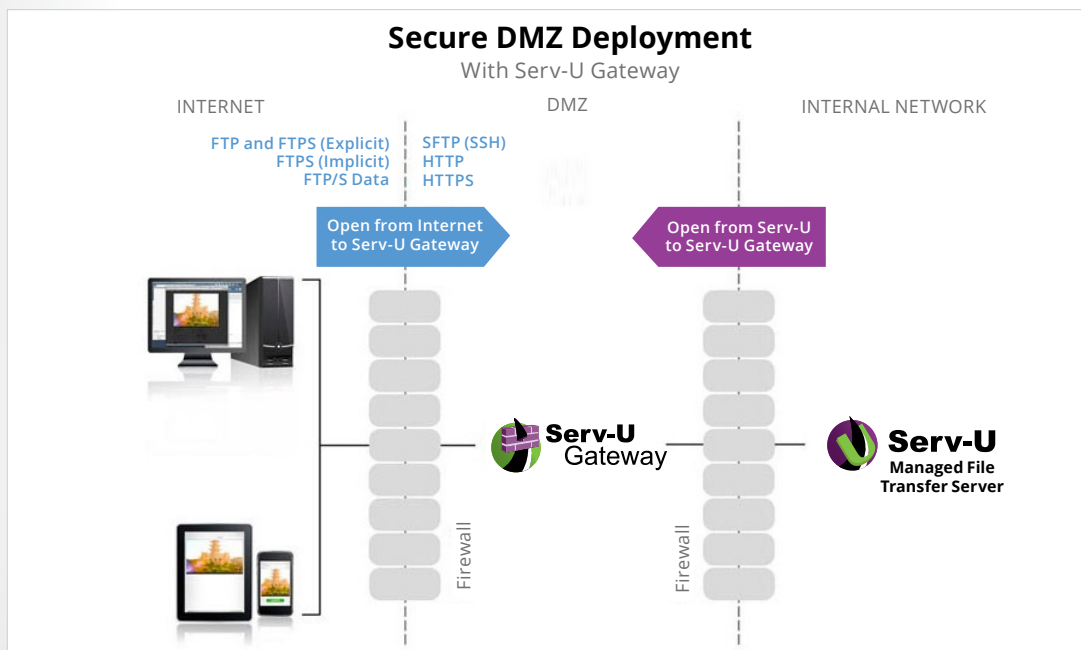 Secure DMZ Deployment
With Serv-U Gateway
INTERNET
DMZ
INTERNAL NETWORK
FTP and FTPS (Explicit)
FTPS (Implicit)
FTP/S Data
SFTP (SSH)
HTTP
HTTPS
Open from Internet
to Serv-U Gateway
Open from Serv-U
to Serv-U Gateway
Serv-U
Gateway
Serv-U
Managed File
Transfer Server
Firewall
Firewall